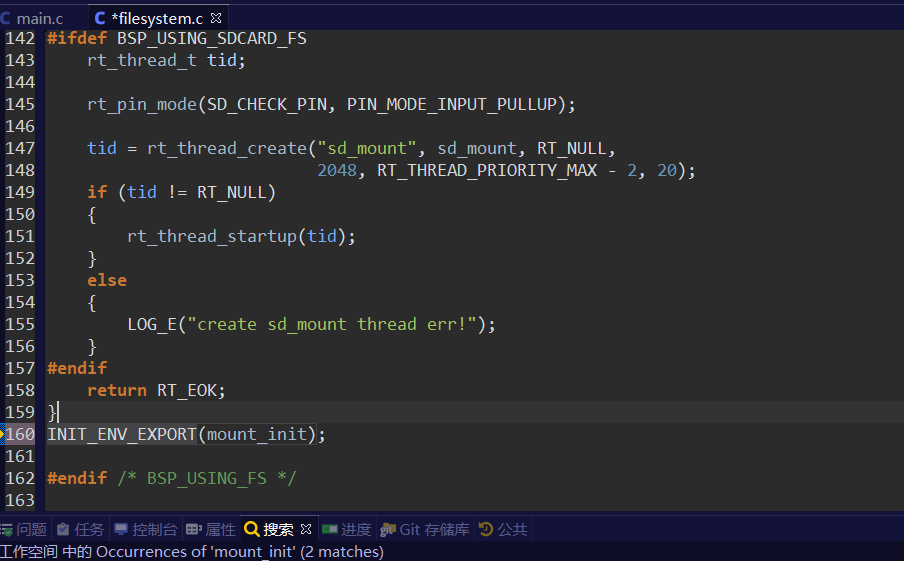 main.c *filesystem.c
142 #ifdef BSP_USING_SDCARD_FS
143     rt_thread_t tid;
144
145     rt_pin_mode(SD_CHECK_PIN, PIN_MODE_INPUT_PULLUP);
146
147     tid = rt_thread_create("sd_mount", sd_mount, RT_NULL,
148                            2048, RT_THREAD_PRIORITY_MAX - 2, 20);
149     if (tid != RT_NULL)
150     {
151         rt_thread_startup(tid);
152     }
153     else
154     {
155         LOG_E("create sd_mount thread err!");
156     }
157 #endif
158     return RT_EOK;
159 }
160 INIT_ENV_EXPORT(mount_init);
161
162 #endif /* BSP_USING_FS */
163
问题 任务 控制台 属性 搜索 进度 Git 存储库 公共
工作空间 中的 Occurrences of 'mount_init' (2 matches)